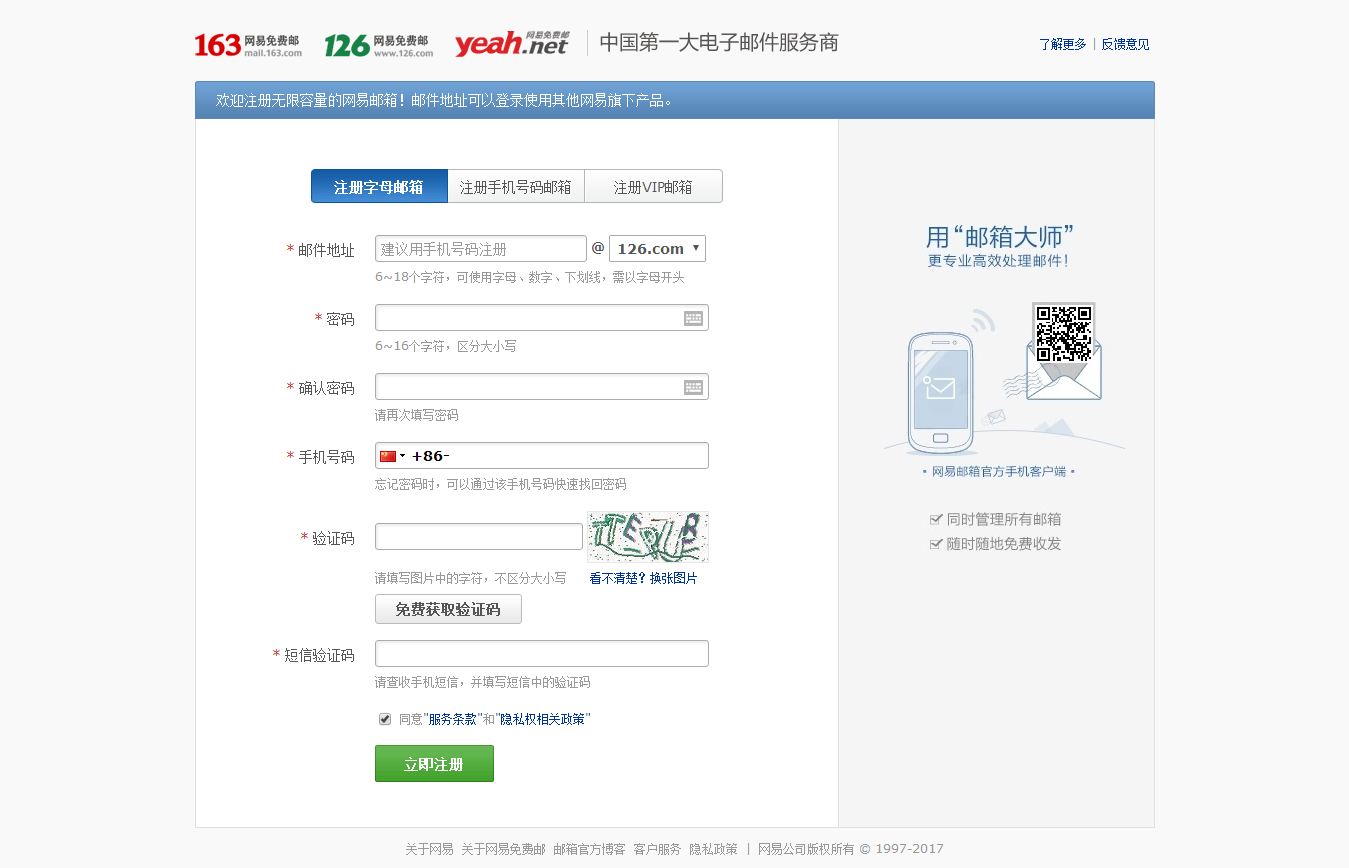 163 网易免费邮 mail.163.com 126 网易免费邮 www.126.com yeah.net 网易免费邮 中国第一大电子邮件服务商 了解更多 | 反馈意见
欢迎注册无限容量的网易邮箱！邮件地址可以登录使用其他网易旗下产品。
注册字母邮箱 注册手机号码邮箱 注册VIP邮箱
* 邮件地址 建议用手机号码注册 @ 126.com
6~18个字符，可使用字母、数字、下划线，需以字母开头
* 密码
6~16个字符，区分大小写
* 确认密码
请再次填写密码
* 手机号码 +86-
忘记密码时，可以通过该手机号码快速找回密码
* 验证码
请填写图片中的字符，不区分大小写 看不清楚？换张图片
免费获取验证码
* 短信验证码
请查收手机短信，并填写短信中的验证码
同意"服务条款"和"隐私权相关政策"
立即注册
用“邮箱大师”
更专业高效处理邮件！
• 网易邮箱官方手机客户端 •
同时管理所有邮箱
随时随地免费收发
关于网易 关于网易免费邮 邮箱官方博客 客户服务 隐私政策 | 网易公司版权所有 © 1997-2017